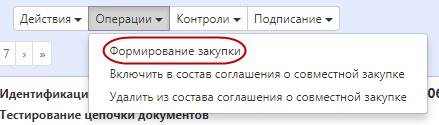 Действия Операции Контроли Подписание
7 › »
Формирование закупки
Включить в состав соглашения о совместной закупке
Удалить из состава соглашения о совместной закупке
Тестирование цепочки документов